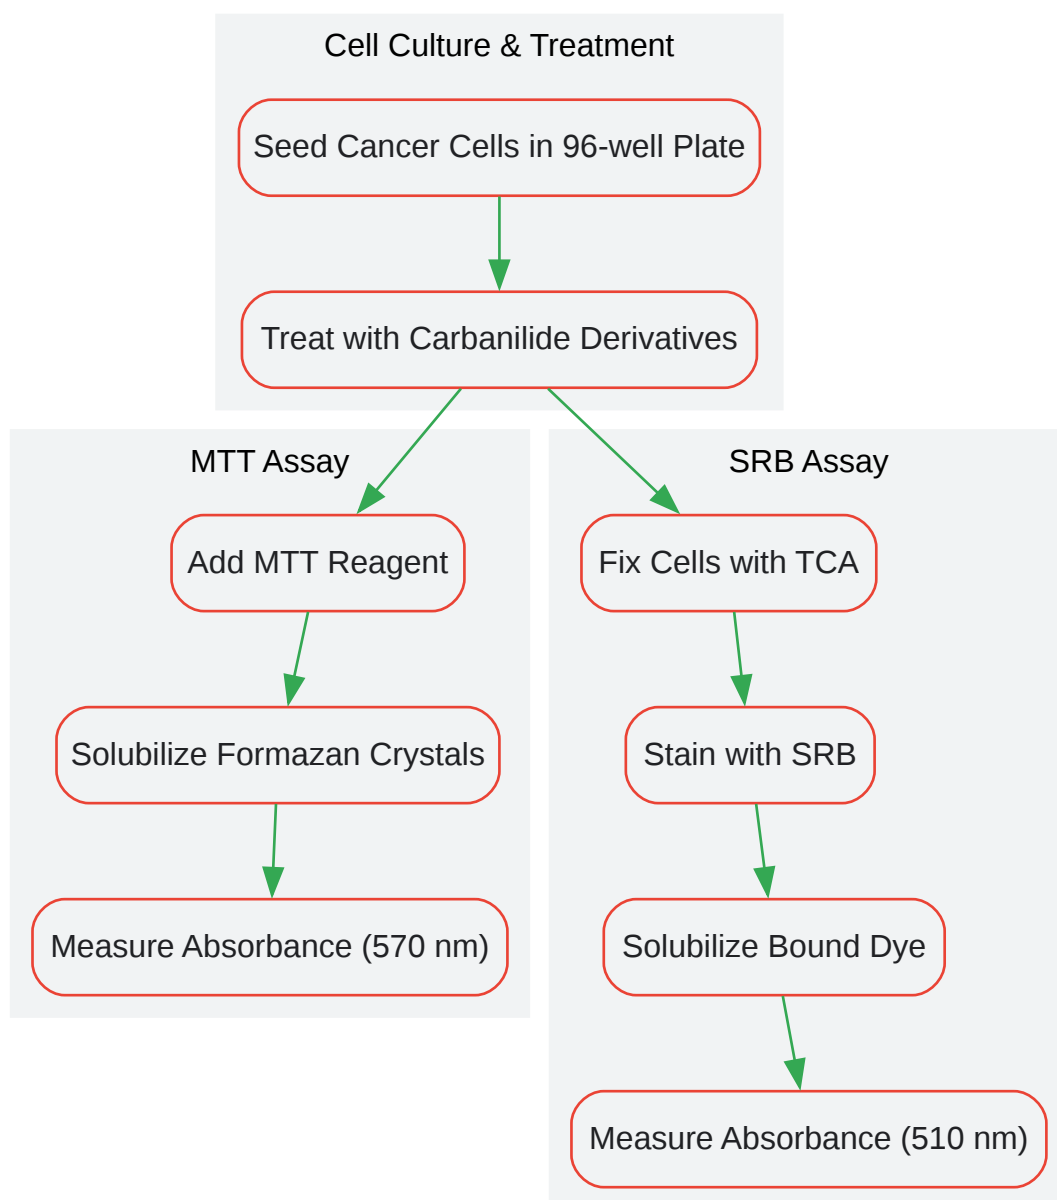 Cell Culture & Treatment
Seed Cancer Cells in 96-well Plate
Treat with Carbanilide Derivatives
MTT Assay
Add MTT Reagent
Solubilize Formazan Crystals
Measure Absorbance (570 nm)
SRB Assay
Fix Cells with TCA
Stain with SRB
Solubilize Bound Dye
Measure Absorbance (510 nm)